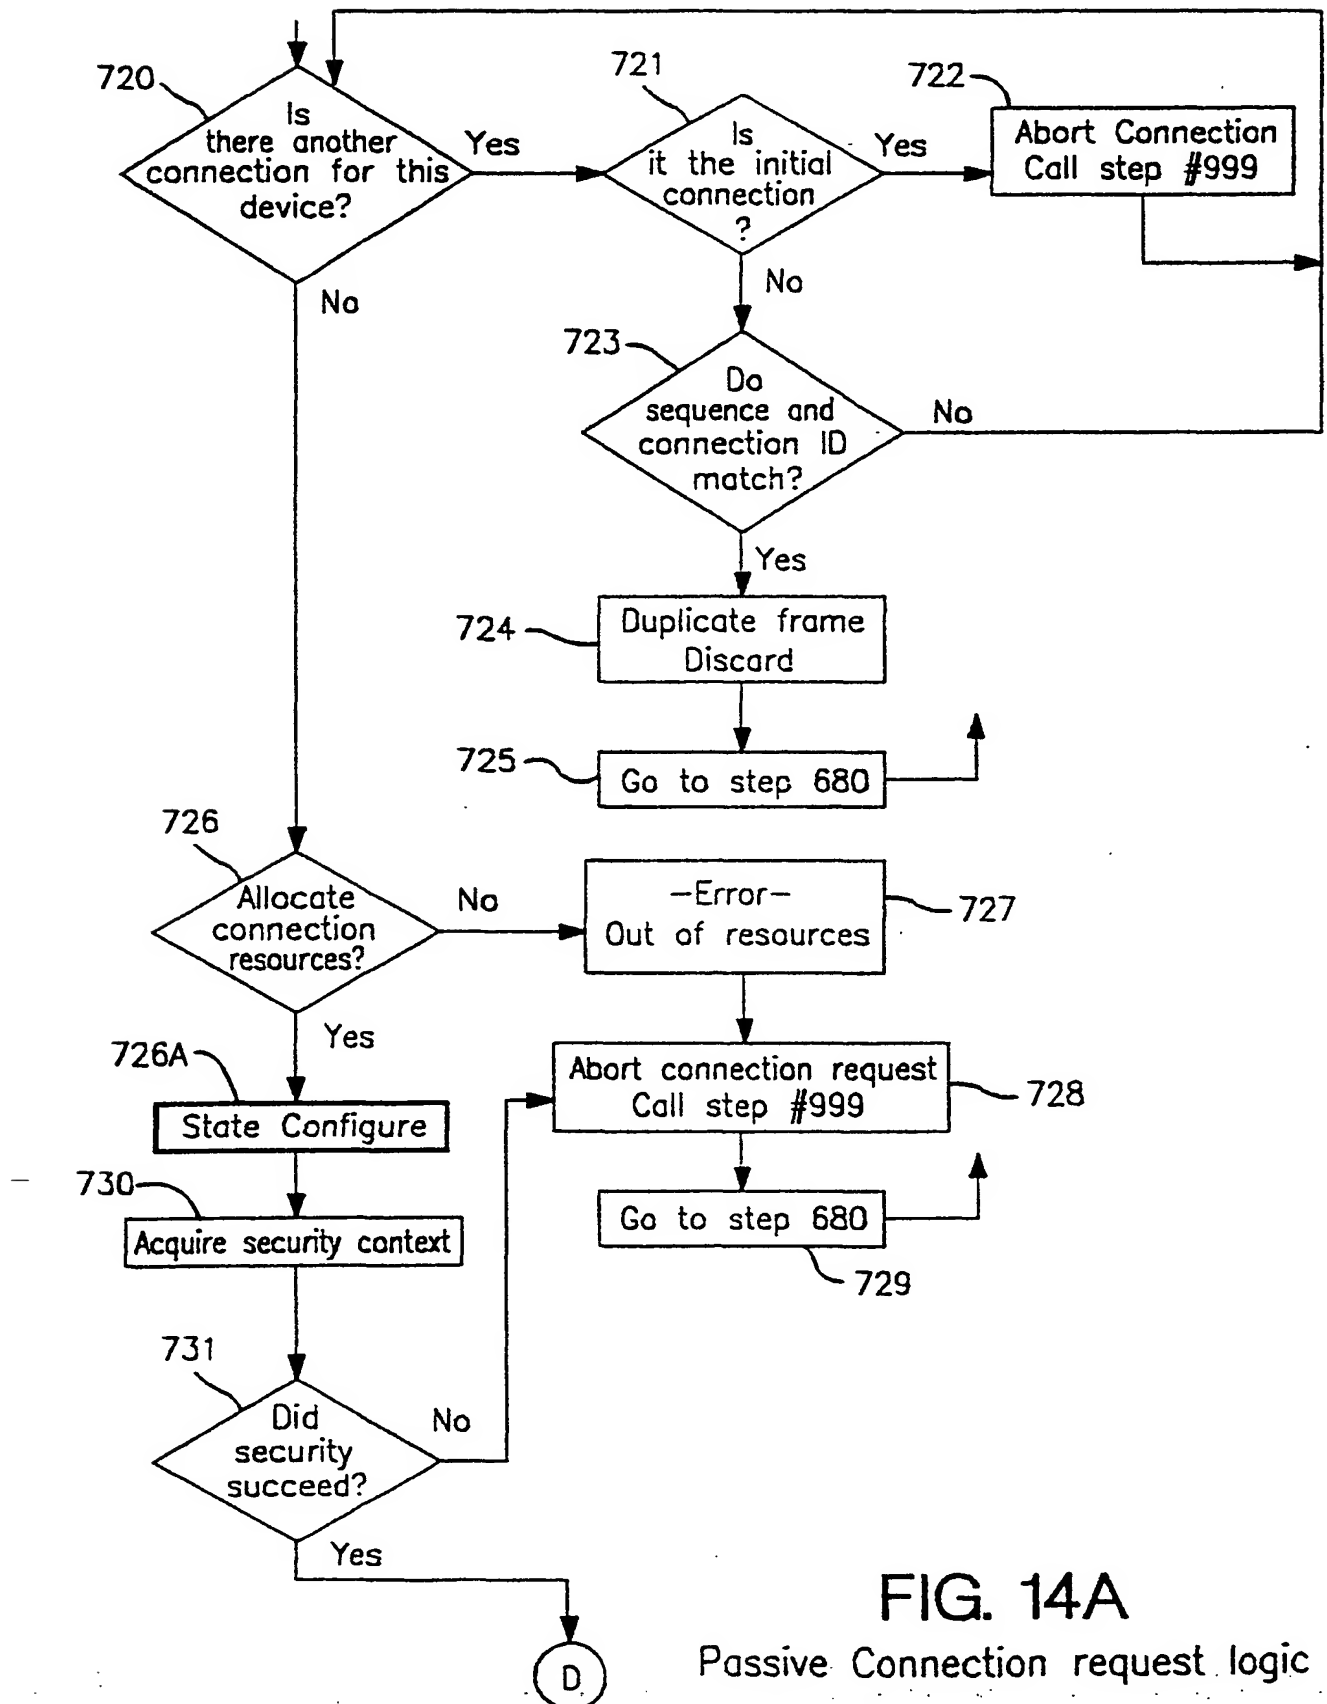 720
Is
there another
connection for this
device?
Yes
No
721
Is
it the initial
connection
?
Yes
No
722
Abort Connection
Call step #999
723
Do
sequence and
connection ID
match?
No
Yes
724
Duplicate frame
Discard
725
Go to step 680
726
Allocate
connection
resources?
No
Yes
727
-Error-
Out of resources
726A
State Configure
Abort connection request
Call step #999
728
730
Acquire security context
Go to step 680
729
731
Did
security
succeed?
No
Yes
D
FIG. 14A
Passive Connection request logic